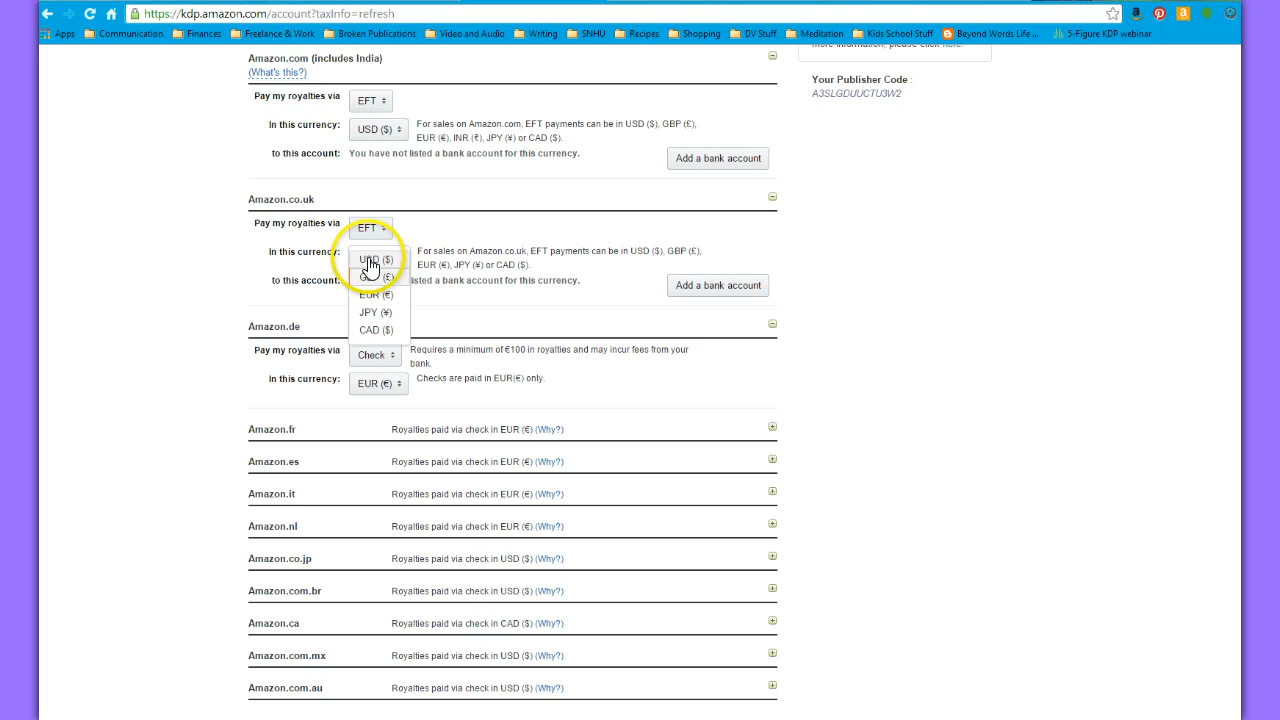 https://kdp.amazon.com/account?taxInfo=refresh
Apps Communication Finances Freelance & Work Broken Publications Video and Audio Writing SNHU Recipes Shopping DV Stuff Meditation Kids School Stuff Beyond Words Life ... 5-Figure KDP webinar
Amazon.com (includes India)
(What's this?)
Pay my royalties via EFT
In this currency: USD ($) For sales on Amazon.com, EFT payments can be in USD ($), GBP (£),
EUR (€), INR (₹), JPY (¥) or CAD ($).
to this account: You have not listed a bank account for this currency. Add a bank account
Your Publisher Code :
A3SLGDUUCTU3W2
Amazon.co.uk
Pay my royalties via EFT
In this currency: For sales on Amazon.co.uk, EFT payments can be in USD ($), GBP (£),
USD ($)
EUR (€), JPY (¥) or CAD ($).
(£)
to this account: listed a bank account for this currency. Add a bank account
EUR (€)
JPY (¥)
CAD ($)
Amazon.de
Pay my royalties via Check Requires a minimum of €100 in royalties and may incur fees from your
bank.
In this currency: EUR (€) Checks are paid in EUR(€) only.
Amazon.fr Royalties paid via check in EUR (€) (Why?)
Amazon.es Royalties paid via check in EUR (€) (Why?)
Amazon.it Royalties paid via check in EUR (€) (Why?)
Amazon.nl Royalties paid via check in EUR (€) (Why?)
Amazon.co.jp Royalties paid via check in USD ($) (Why?)
Amazon.com.br Royalties paid via check in USD ($) (Why?)
Amazon.ca Royalties paid via check in CAD ($) (Why?)
Amazon.com.mx Royalties paid via check in USD ($) (Why?)
Amazon.com.au Royalties paid via check in USD ($) (Why?)